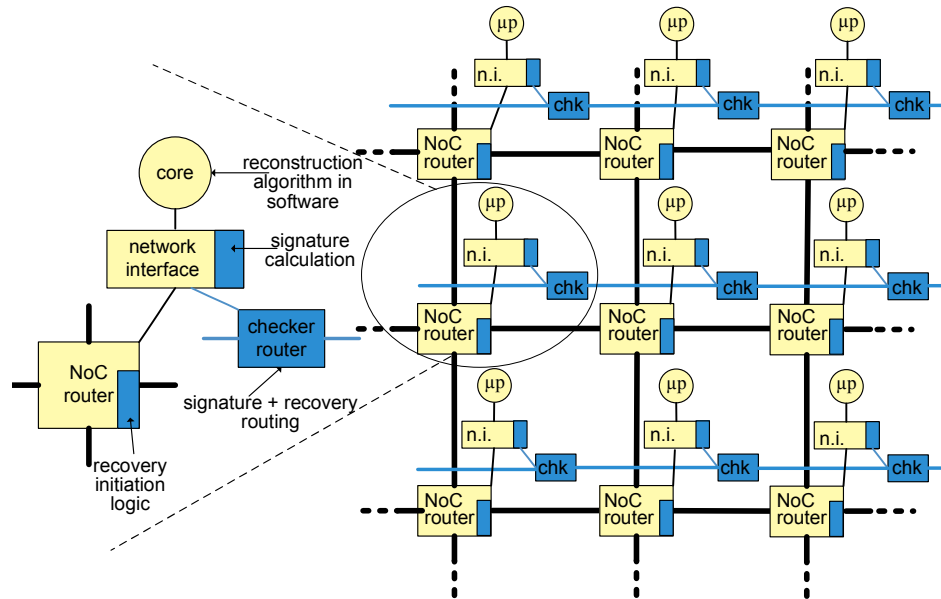 core
reconstruction
algorithm in
software
network
interface
signature
calculation
checker
router
NoC
router
signature + recovery
routing
recovery
initiation
logic
µp
µp
µp
n.i.
n.i.
n.i.
chk
chk
chk
NoC
router
NoC
router
NoC
router
µp
µp
µp
n.i.
n.i.
n.i.
chk
chk
chk
NoC
router
NoC
router
NoC
router
µp
µp
µp
n.i.
n.i.
n.i.
chk
chk
chk
NoC
router
NoC
router
NoC
router